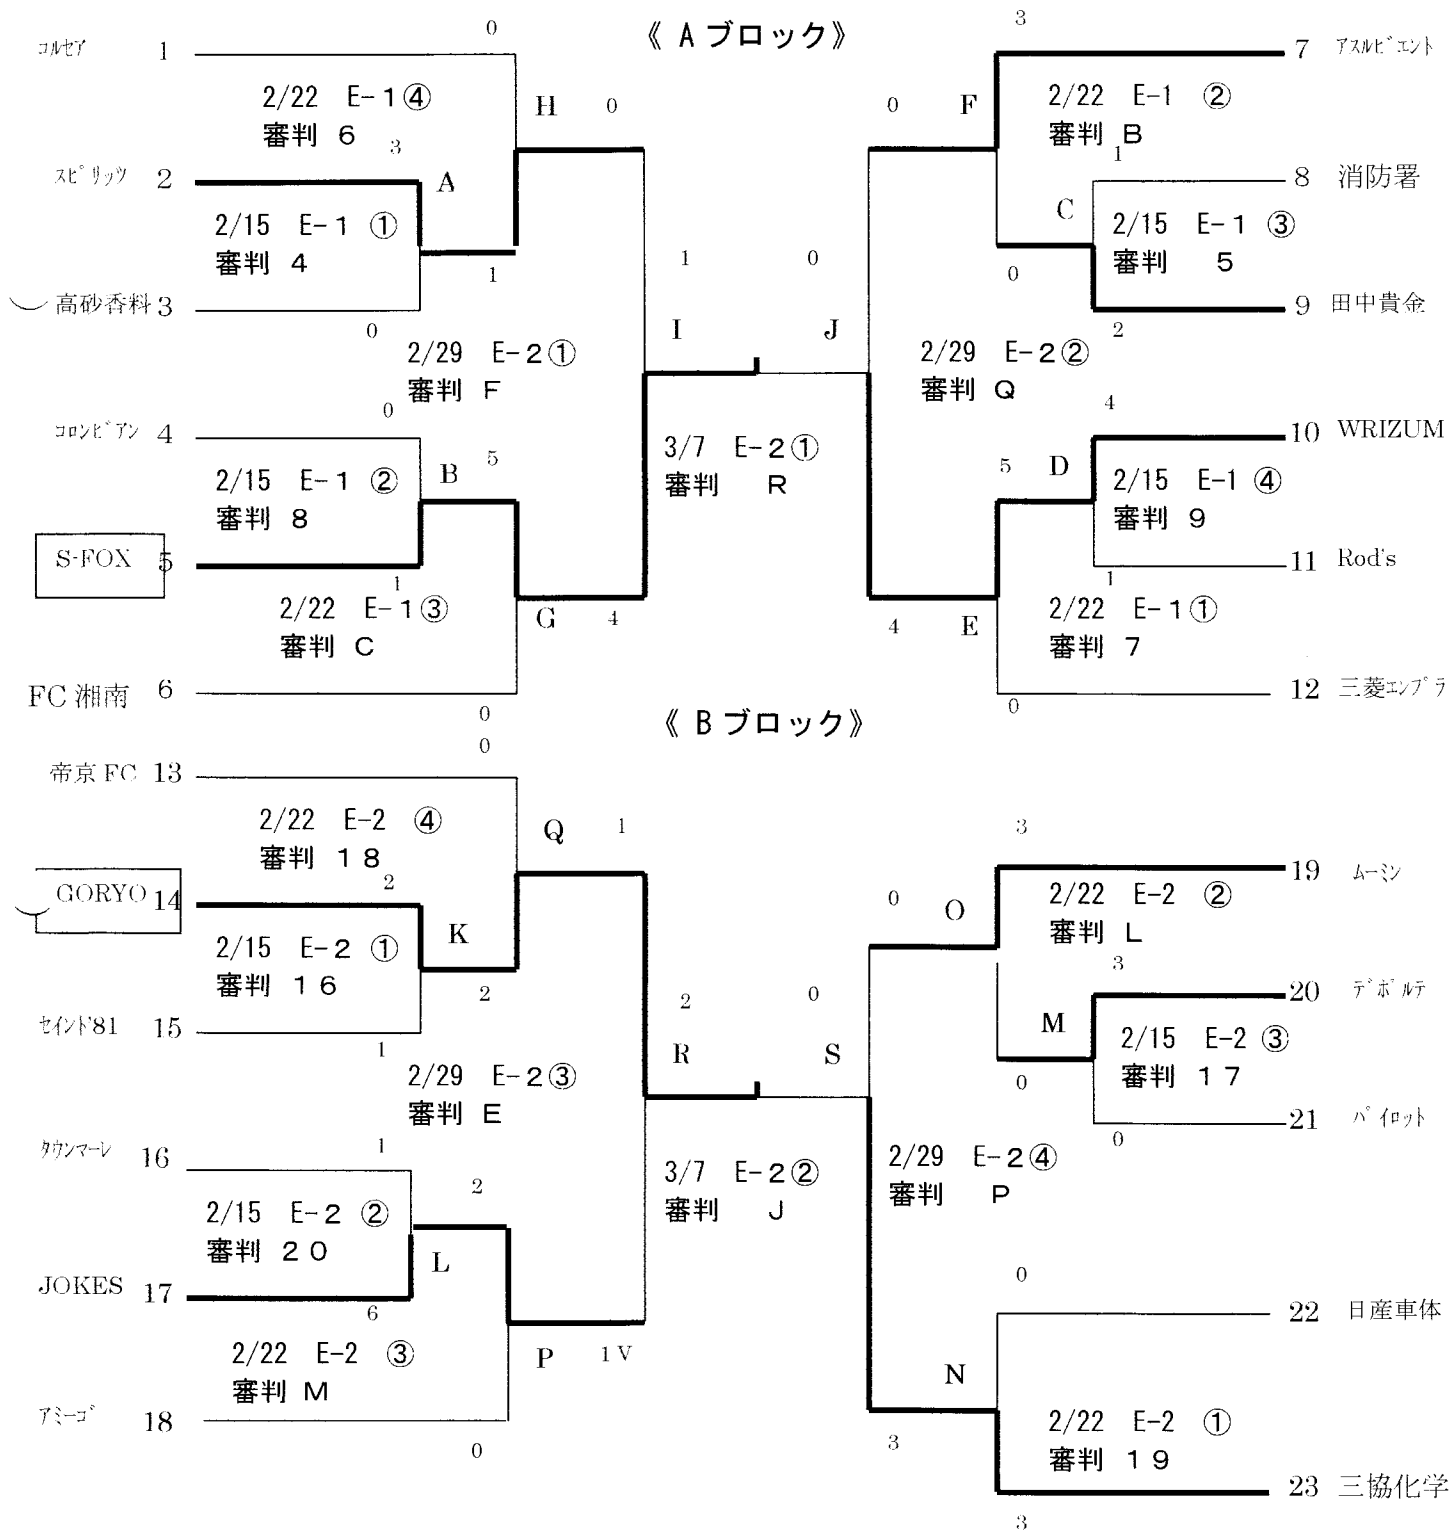 《 A ブロック》
コルセア 1
0
2/22 E-1④
審判 6
H 0
スピリッツ 2
3
A
2/15 E-1 ①
審判 4
1
高砂香料 3
0
2/29 E-2①
審判 F
コロンビアン 4
0
B 5
2/15 E-1 ②
審判 8
S-FOX 5
1
2/22 E-1③
審判 C
G 4
FC 湘南 6
0
1
I
3/7 E-2①
審判 R
0
J
3
7 アスルビエント
0 F
2/22 E-1 ②
審判 B
1
8 消防署
C
2/15 E-1 ③
審判 5
0
9 田中貴金
2
2/29 E-2②
審判 Q
4
10 WRIZUM
5 D
2/15 E-1 ④
審判 9
11 Rod's
1
4 E
2/22 E-1①
審判 7
12 三菱エンプラ
0
《 B ブロック》
0
帝京 FC 13
2/22 E-2 ④
審判 18
Q 1
2
GORYO 14
K
2/15 E-2 ①
審判 16
2
セイント'81 15
1
2/29 E-2③
審判 E
タウンマーレ 16
1
2
2/15 E-2 ②
審判 20
L
JOKES 17
6
2/22 E-2 ③
審判 M
P 1 V
アミーゴ 18
0
2
R
3/7 E-2②
審判 J
0
S
3
19 ムーミン
0 O
2/22 E-2 ②
審判 L
3
20 デポルテ
M
2/15 E-2 ③
審判 17
0
21 パイロット
0
2/29 E-2④
審判 P
0
22 日産車体
N
3
2/22 E-2 ①
審判 19
23 三協化学
3